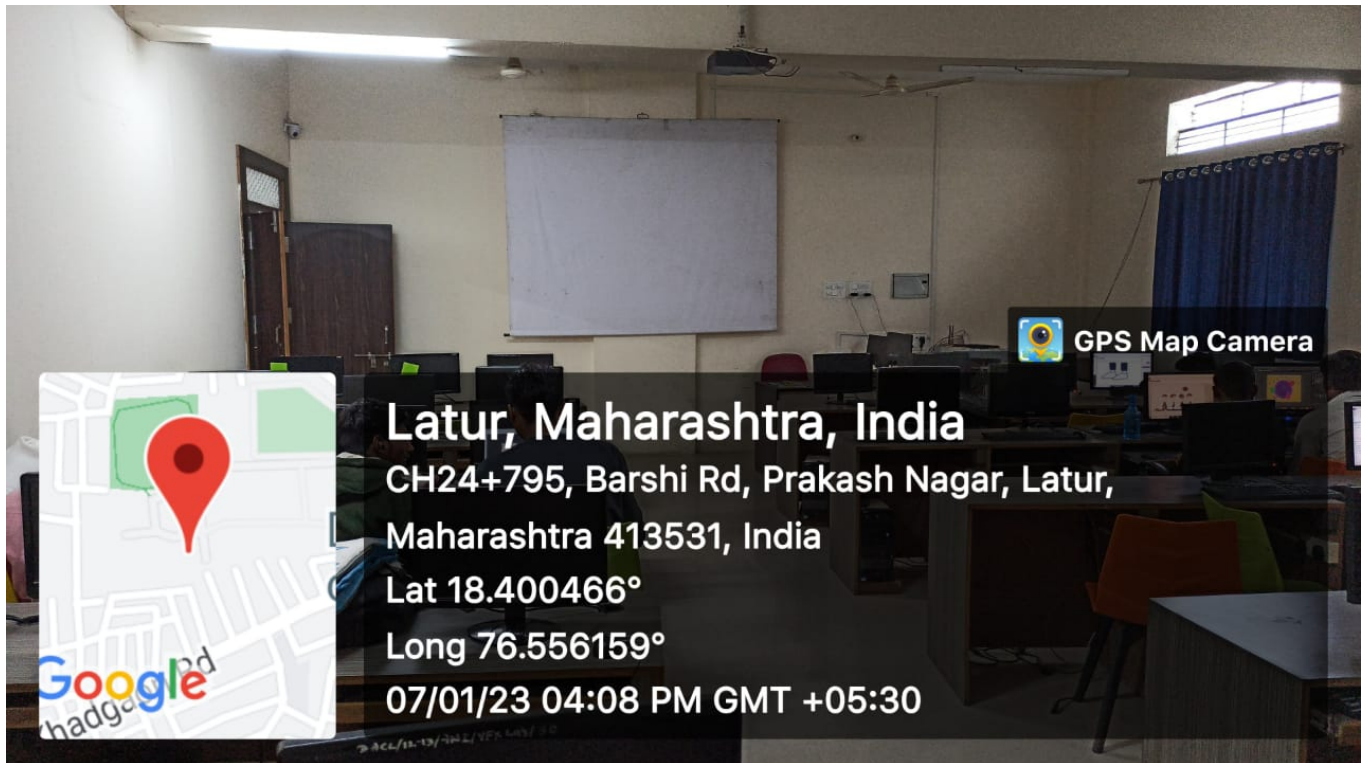 GPS Map Camera
Latur, Maharashtra, India
CH24+795, Barshi Rd, Prakash Nagar, Latur,
Maharashtra 413531, India
Lat 18.400466°
Long 76.556159°
07/01/23 04:08 PM GMT +05:30
Google